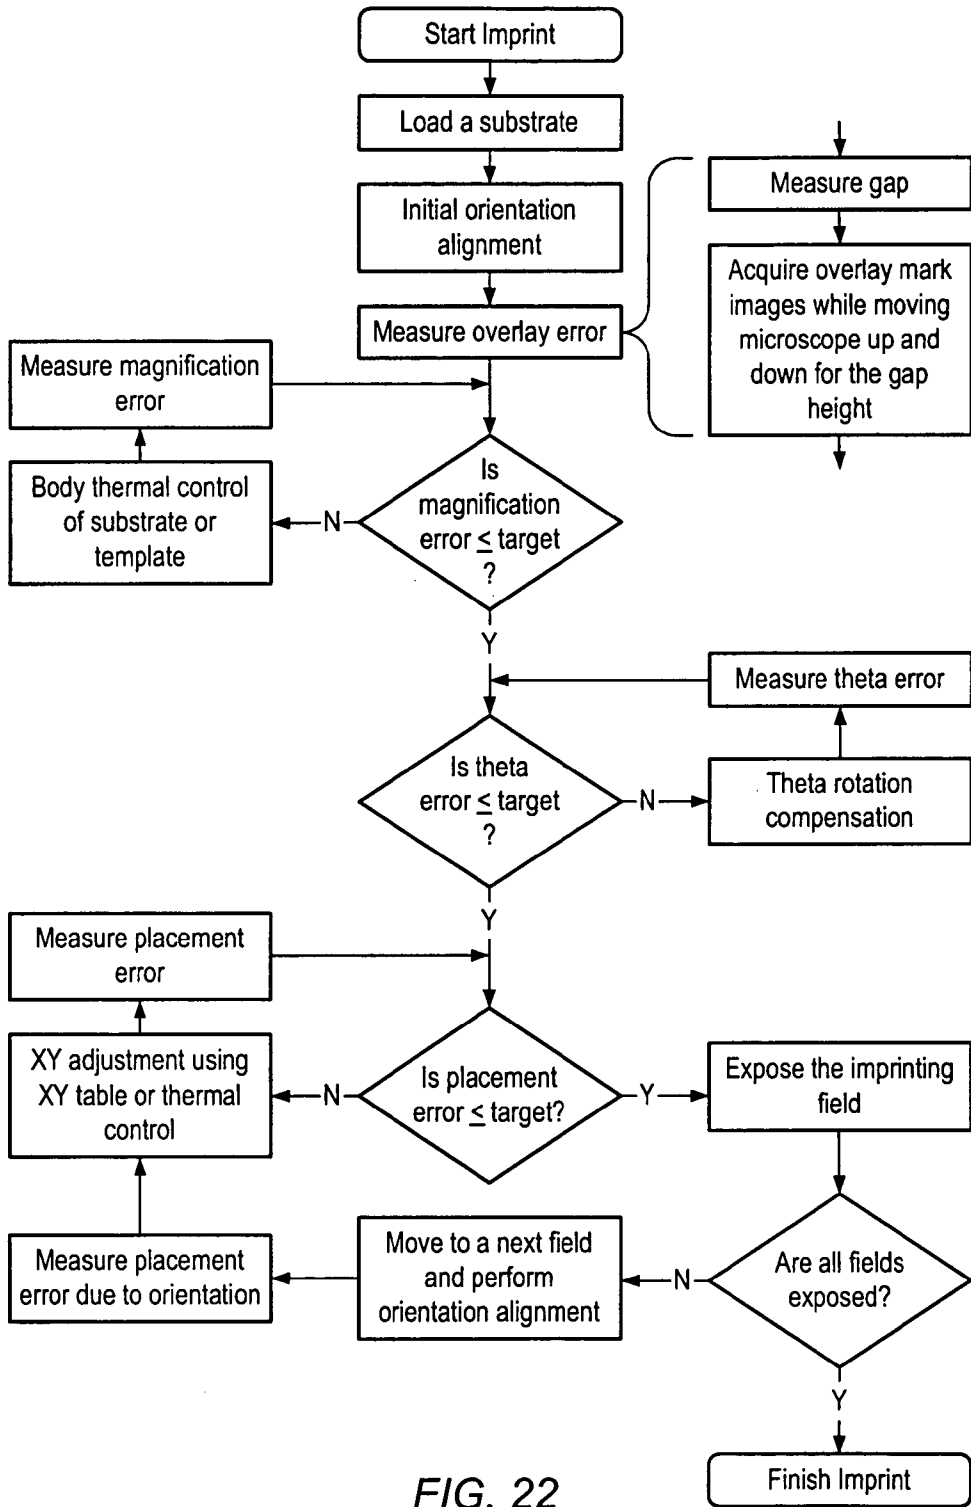 Start Imprint
Load a substrate
Initial orientation
alignment
Measure overlay error
Measure gap
Acquire overlay mark
images while moving
microscope up and
down for the gap
height
Measure magnification
error
Body thermal control
of substrate or
template
N
Is
magnification
error ≤ target
?
Y
Measure theta error
Is theta
error ≤ target
?
N
Theta rotation
compensation
Y
Measure placement
error
XY adjustment using
XY table or thermal
control
N
Is placement
error ≤ target?
Y
Expose the imprinting
field
Measure placement
error due to orientation
Move to a next field
and perform
orientation alignment
N
Are all fields
exposed?
Y
Finish Imprint
FIG. 22